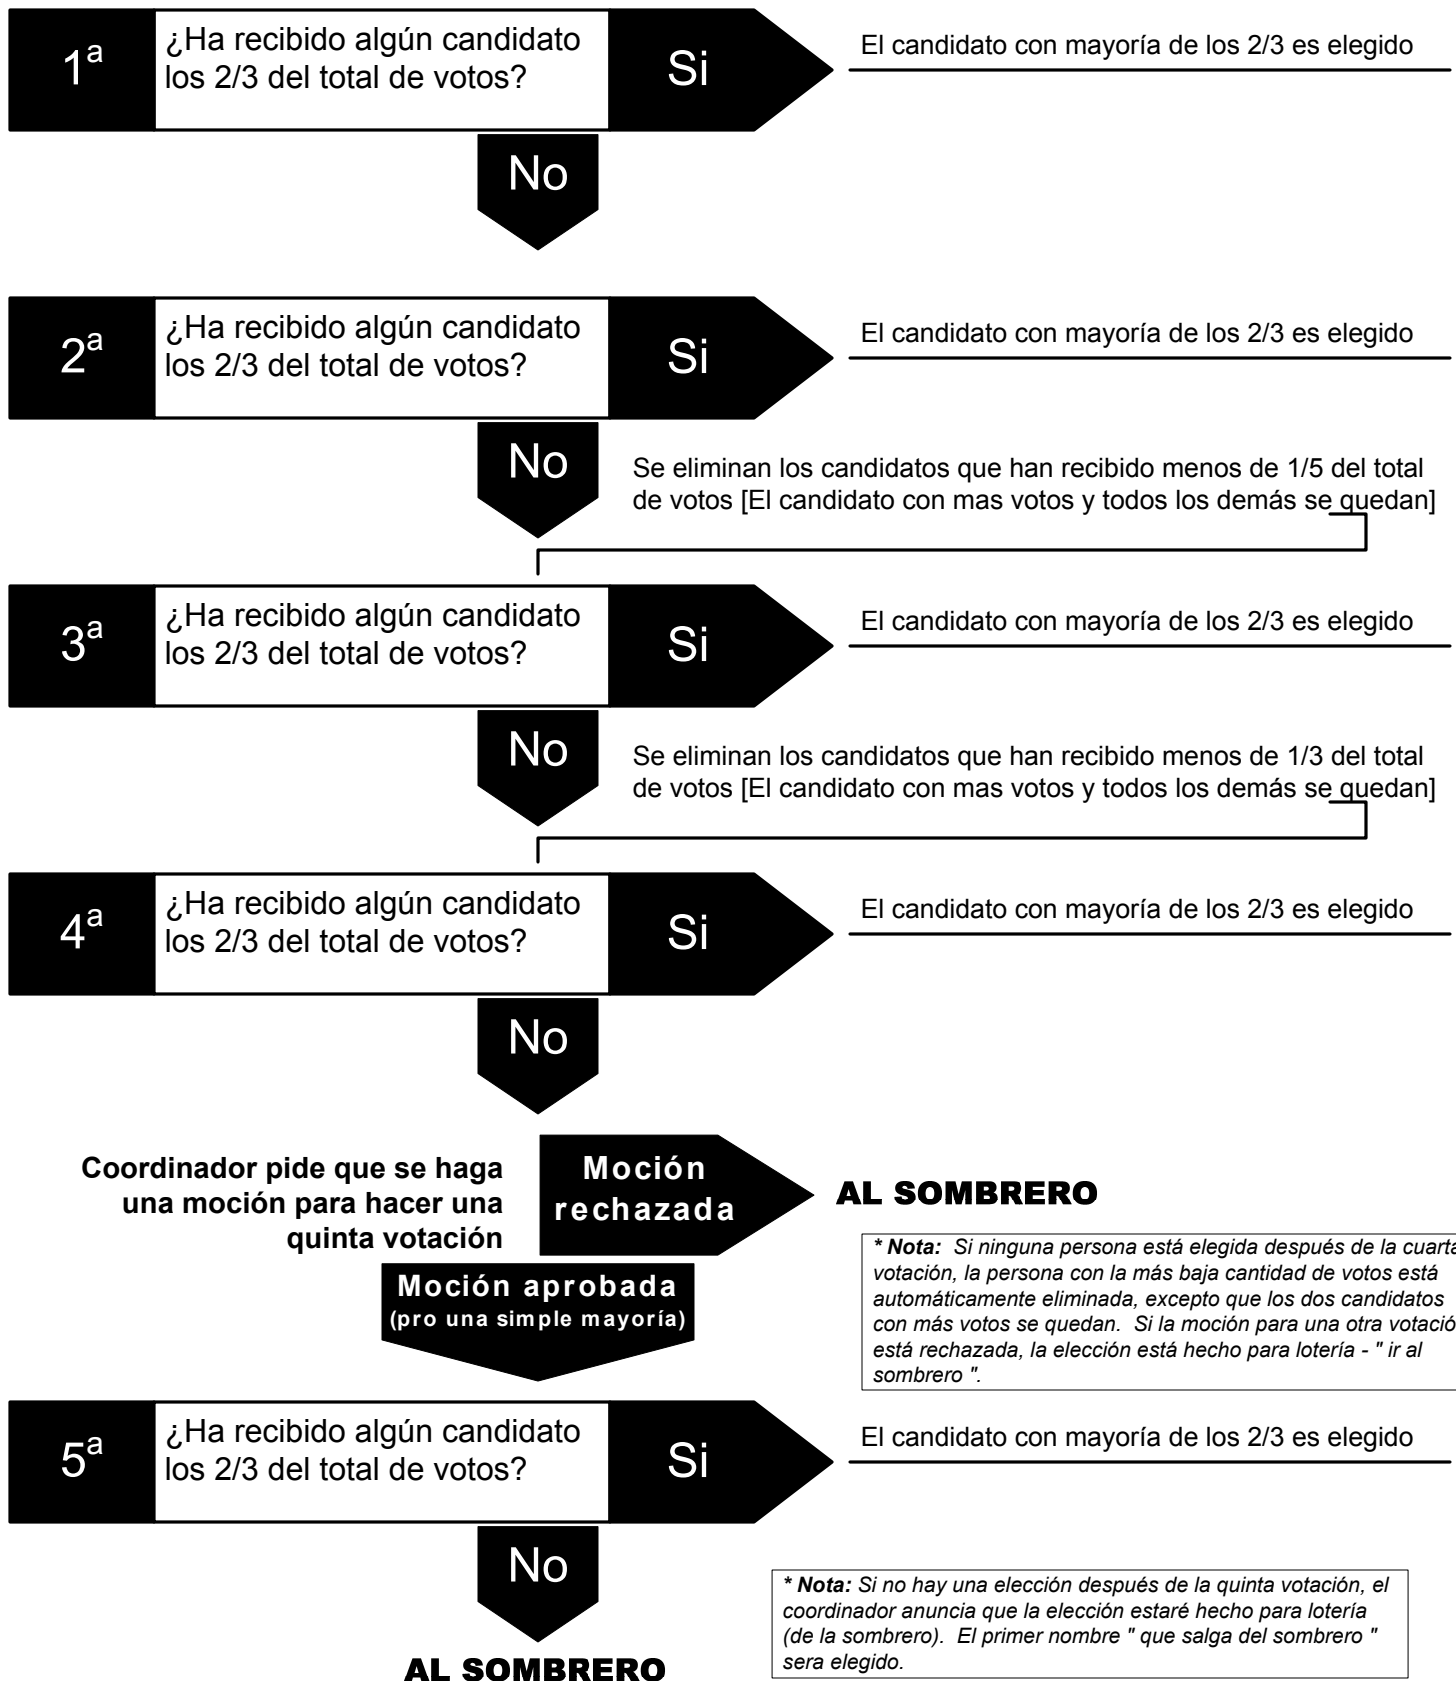 1ª
¿Ha recibido algún candidato
los 2/3 del total de votos?
Si
El candidato con mayoría de los 2/3 es elegido
No
2ª
¿Ha recibido algún candidato
los 2/3 del total de votos?
Si
El candidato con mayoría de los 2/3 es elegido
No
Se eliminan los candidatos que han recibido menos de 1/5 del total
de votos [El candidato con mas votos y todos los demás se quedan]
3ª
¿Ha recibido algún candidato
los 2/3 del total de votos?
Si
El candidato con mayoría de los 2/3 es elegido
No
Se eliminan los candidatos que han recibido menos de 1/3 del total
de votos [El candidato con mas votos y todos los demás se quedan]
4ª
¿Ha recibido algún candidato
los 2/3 del total de votos?
Si
El candidato con mayoría de los 2/3 es elegido
No
Coordinador pide que se haga
una moción para hacer una
quinta votación
Moción
rechazada
AL SOMBRERO
Moción aprobada
(pro una simple mayoría)
* Nota: Si ninguna persona está elegida después de la cuarta
votación, la persona con la más baja cantidad de votos está
automáticamente eliminada, excepto que los dos candidatos
con más votos se quedan. Si la moción para una otra votació
está rechazada, la elección está hecho para lotería - " ir al
sombrero ".
5ª
¿Ha recibido algún candidato
los 2/3 del total de votos?
Si
El candidato con mayoría de los 2/3 es elegido
No
* Nota: Si no hay una elección después de la quinta votación, el
coordinador anuncia que la elección estaré hecho para lotería
(de la sombrero). El primer nombre " que salga del sombrero "
sera elegido.
AL SOMBRERO